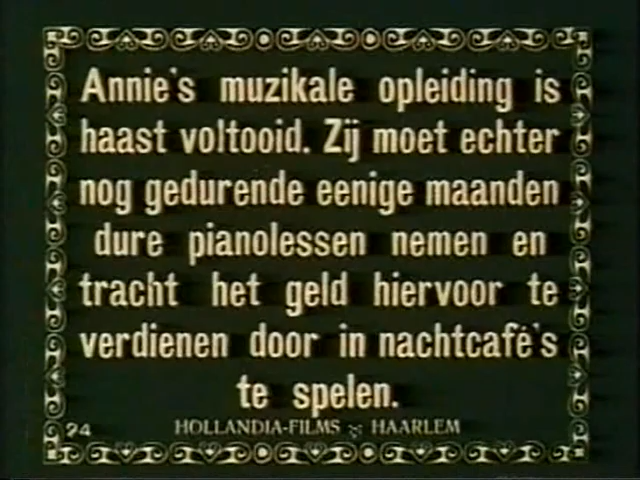 Annie's muzikale opleiding is
haast voltooid. Zij moet echter
nog gedurende eenige maanden
dure pianolessen nemen en
tracht het geld hiervoor te
verdienen door in nachtcafé's
te spelen.
24 HOLLANDIA-FILMS HAARLEM